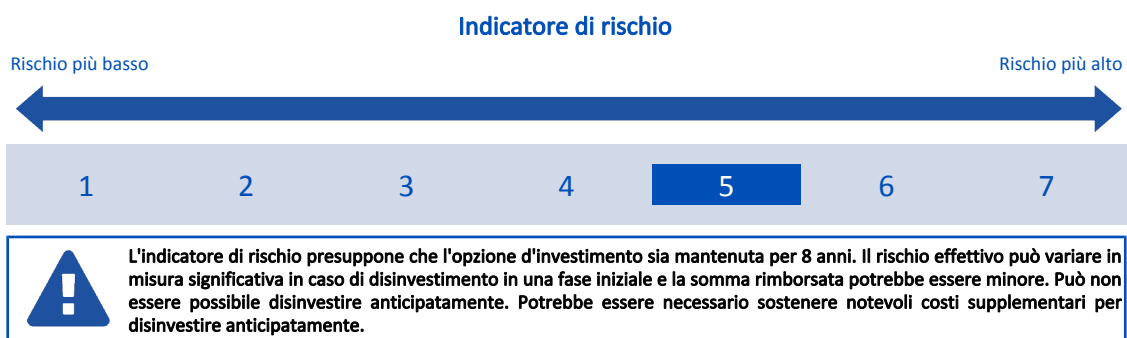 Indicatore di rischio
Rischio più basso
Rischio più alto
1 2 3 4 5 6 7
L'indicatore di rischio presuppone che l'opzione d'investimento sia mantenuta per 8 anni. Il rischio effettivo può variare in
misura significativa in caso di disinvestimento in una fase iniziale e la somma rimborsata potrebbe essere minore. Può non
essere possibile disinvestire anticipatamente. Potrebbe essere necessario sostenere notevoli costi supplementari per
disinvestire anticipatamente.